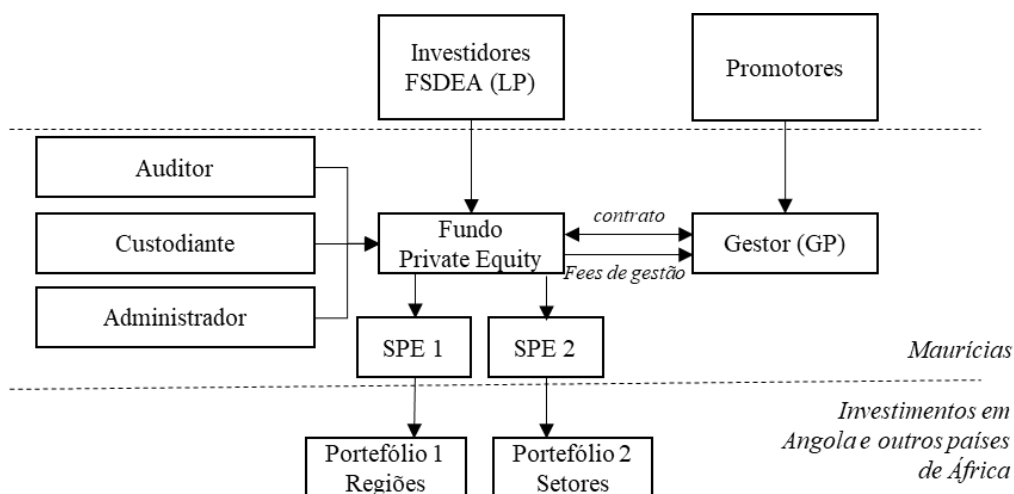 Investidores
FSDEA (LP)
Promotores
Auditor
Custodiante
Administrador
Fundo
Private Equity
contrato
Fees de gestão
Gestor (GP)
SPE 1
SPE 2
Maurícias
Portefólio 1
Regiões
Portefólio 2
Setores
Investimentos em
Angola e outros países
de África